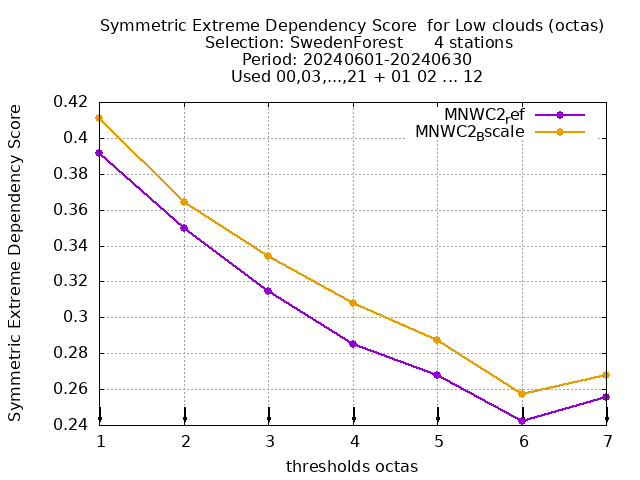 Symmetric Extreme Dependency Score  for Low clouds (octas)
Selection: SwedenForest      4 stations
Period: 20240601-20240630
Used 00,03,...,21 + 01 02 ... 12
MNWC2ref
MNWC2Bscale
Symmetric Extreme Dependency Score
0.42
0.4
0.38
0.36
0.34
0.32
0.3
0.28
0.26
0.24
1 2 3 4 5 6 7
thresholds octas